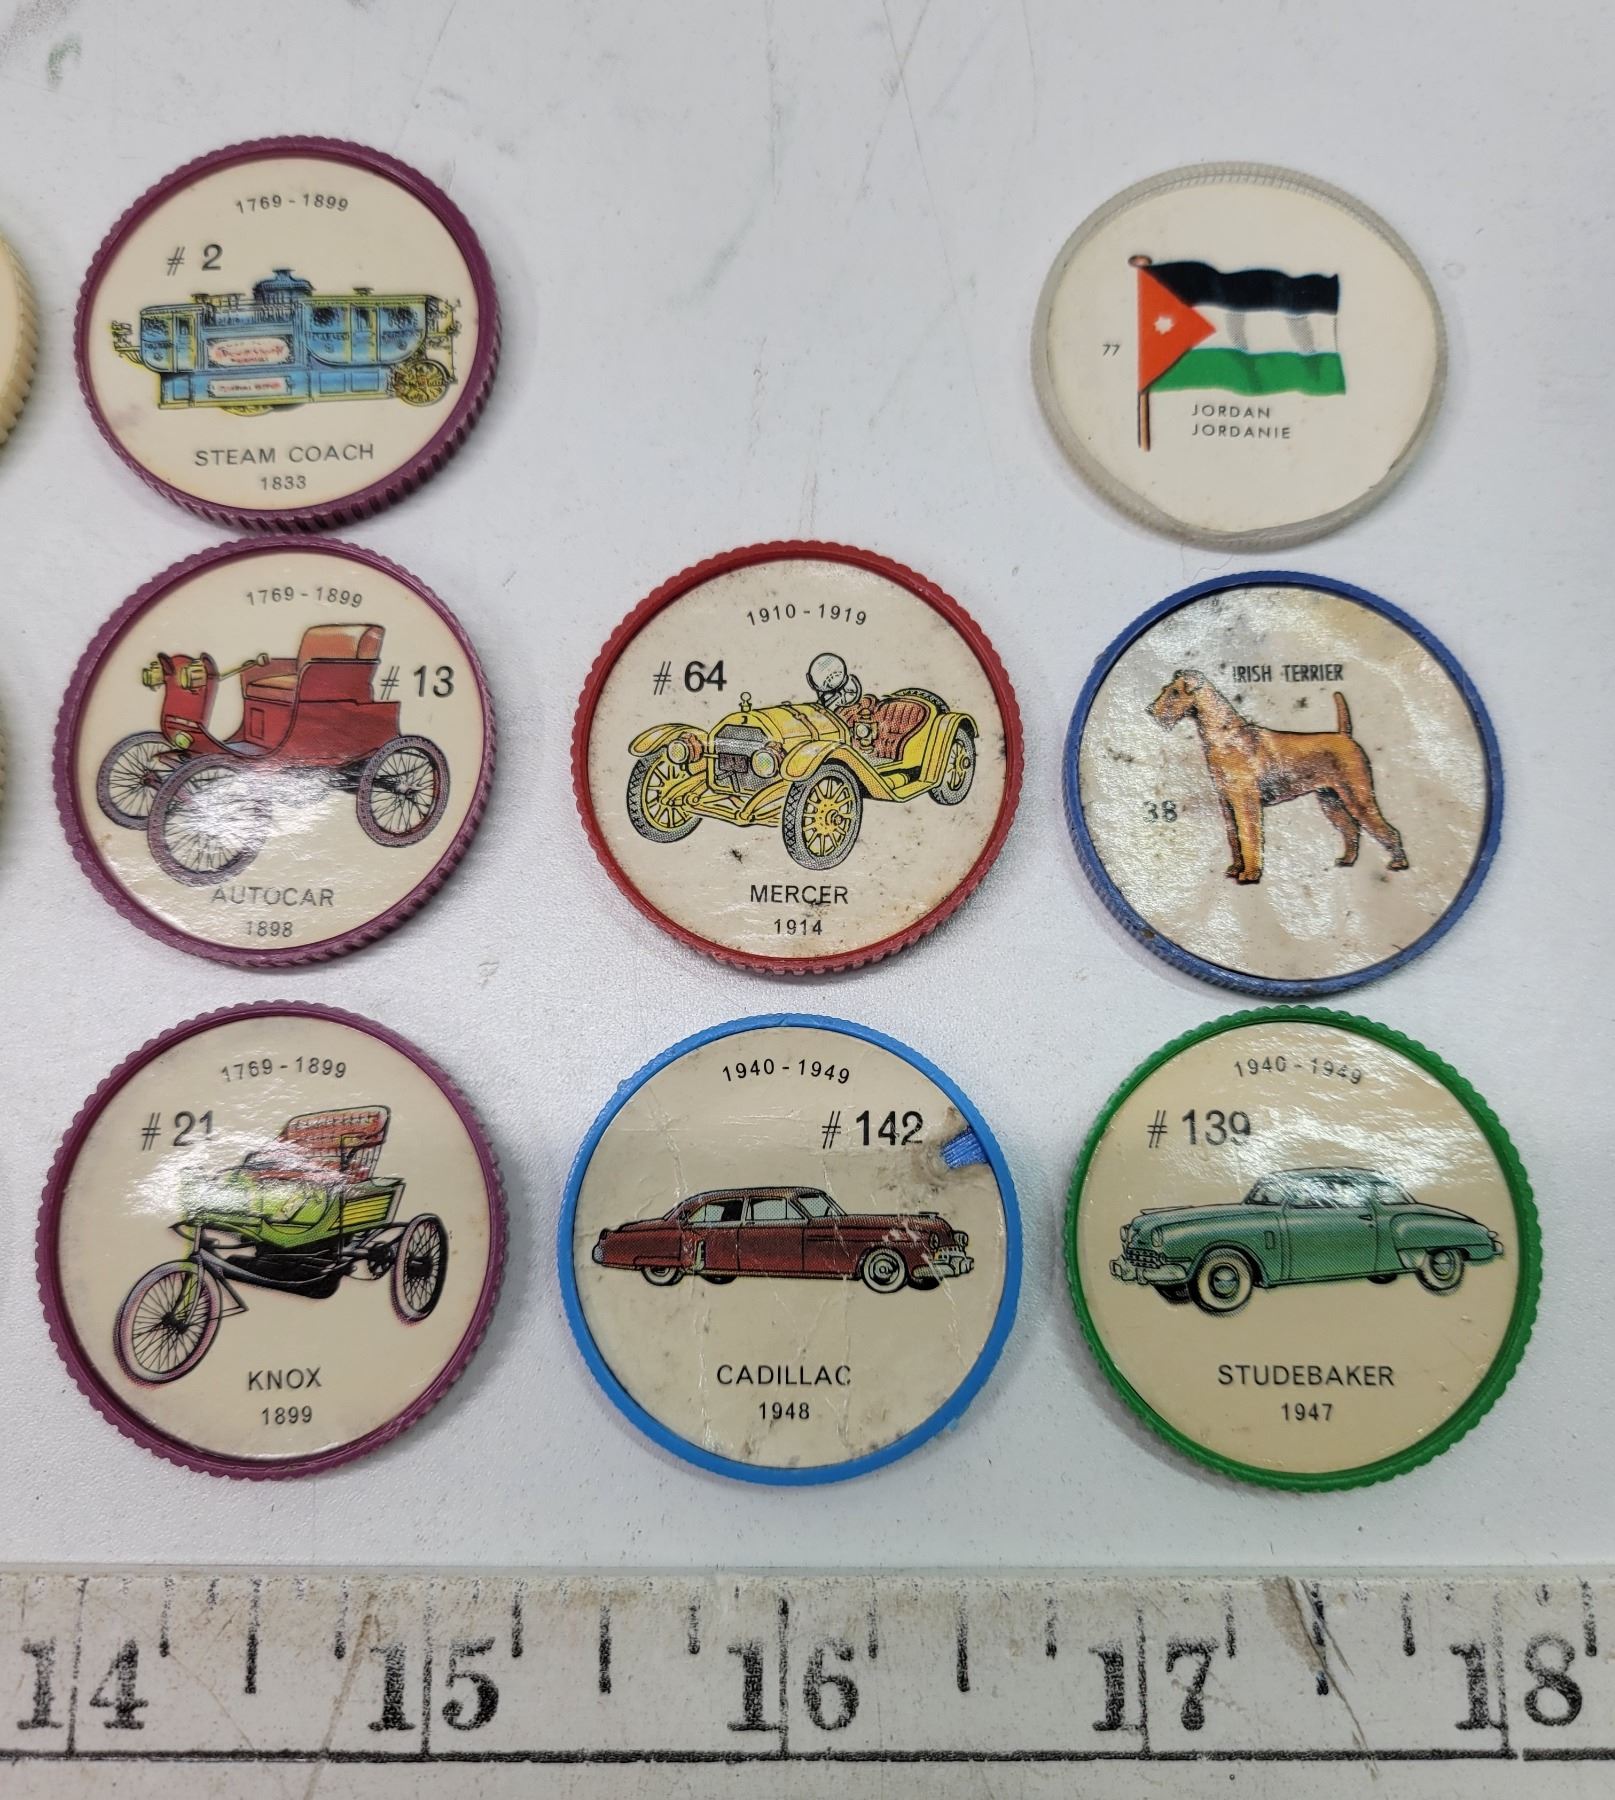 1769-1899
# 2
STEAM COACH
1833
77
JORDAN
JORDANIE
1769-1899
# 13
AUTOCAR
1898
1910-1919
# 64
MERCER
1914
IRISH TERRIER
38
1769-1899
# 21
KNOX
1899
1940-1949
# 142
CADILLAC
1948
1940-1949
# 139
STUDEBAKER
1947
14 15 16 17 18